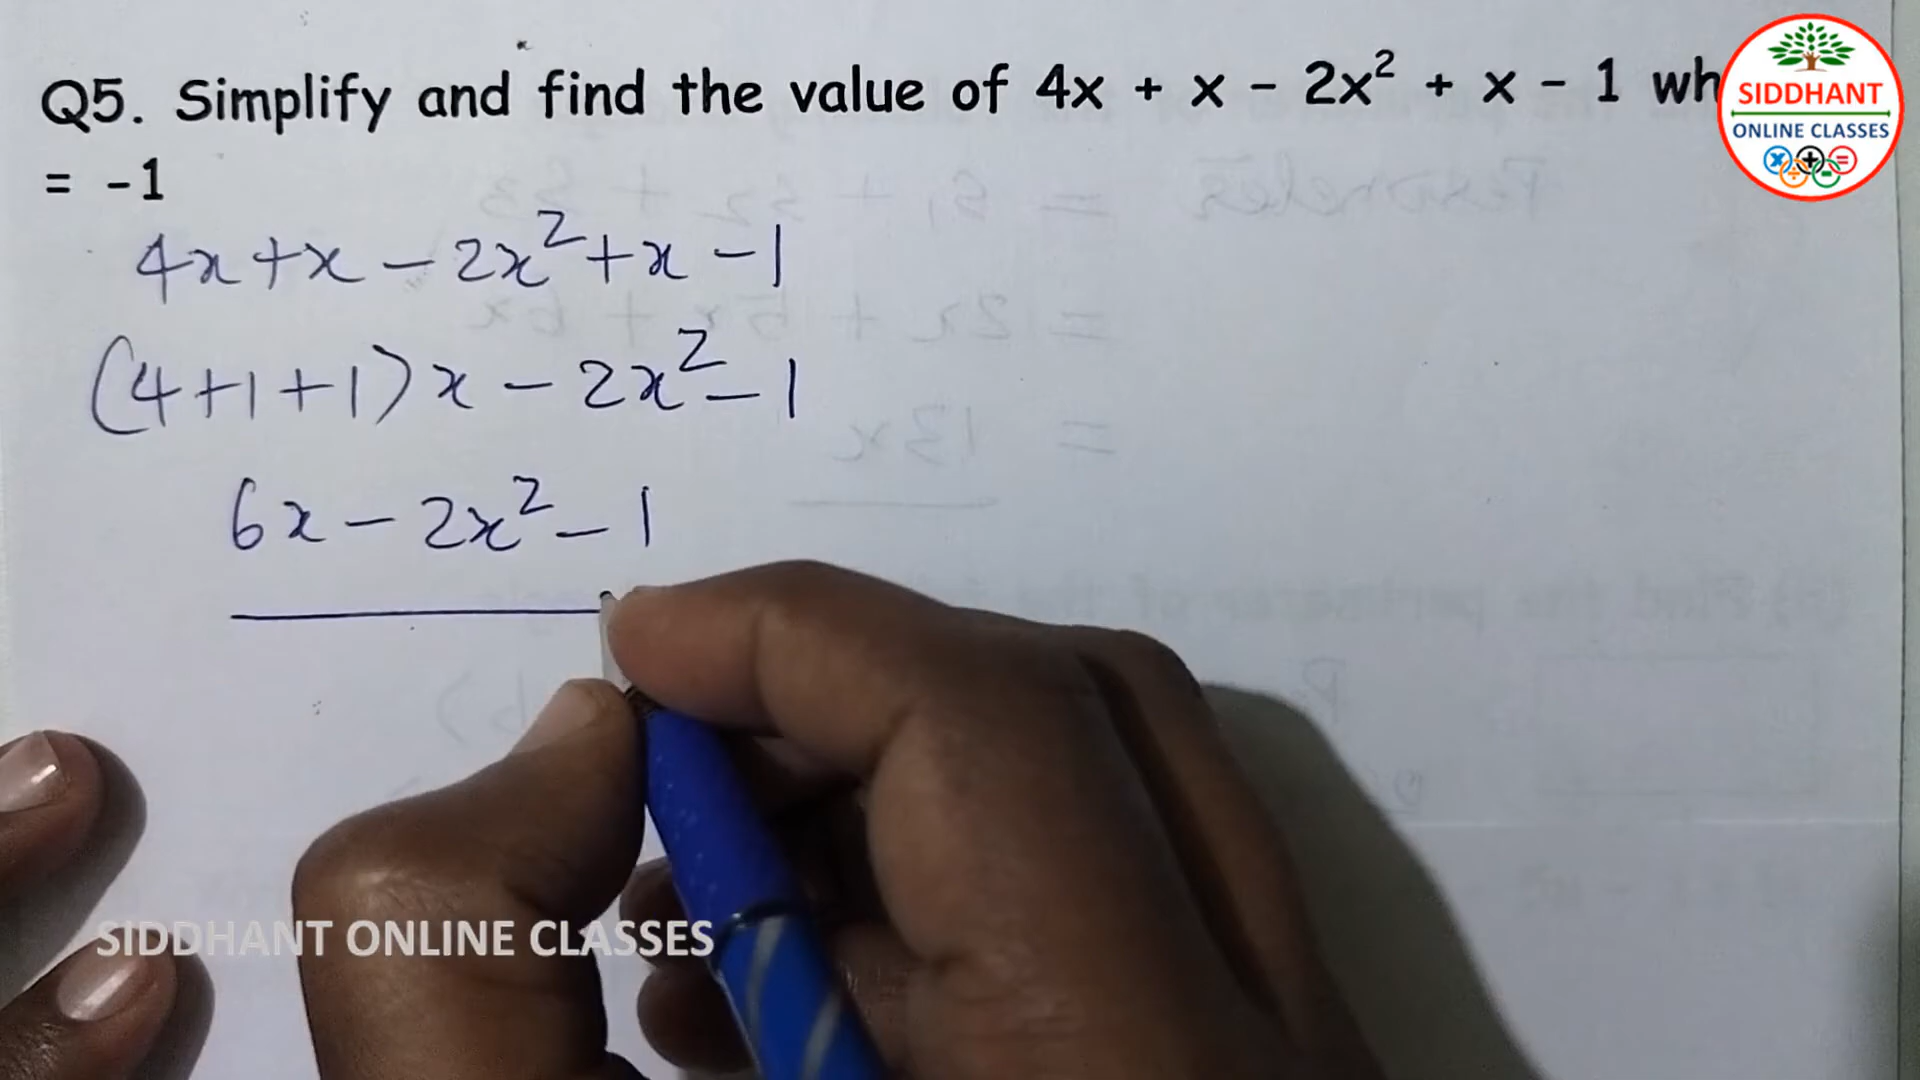 Q5. Simplify and find the value of 4x + x - 2x² + x - 1 wh
= -1
SIDDHANT
ONLINE CLASSES
4x + x - 2x² + x - 1
(4+1+1)x - 2x² - 1
6x - 2x² - 1
SIDDHANT ONLINE CLASSES